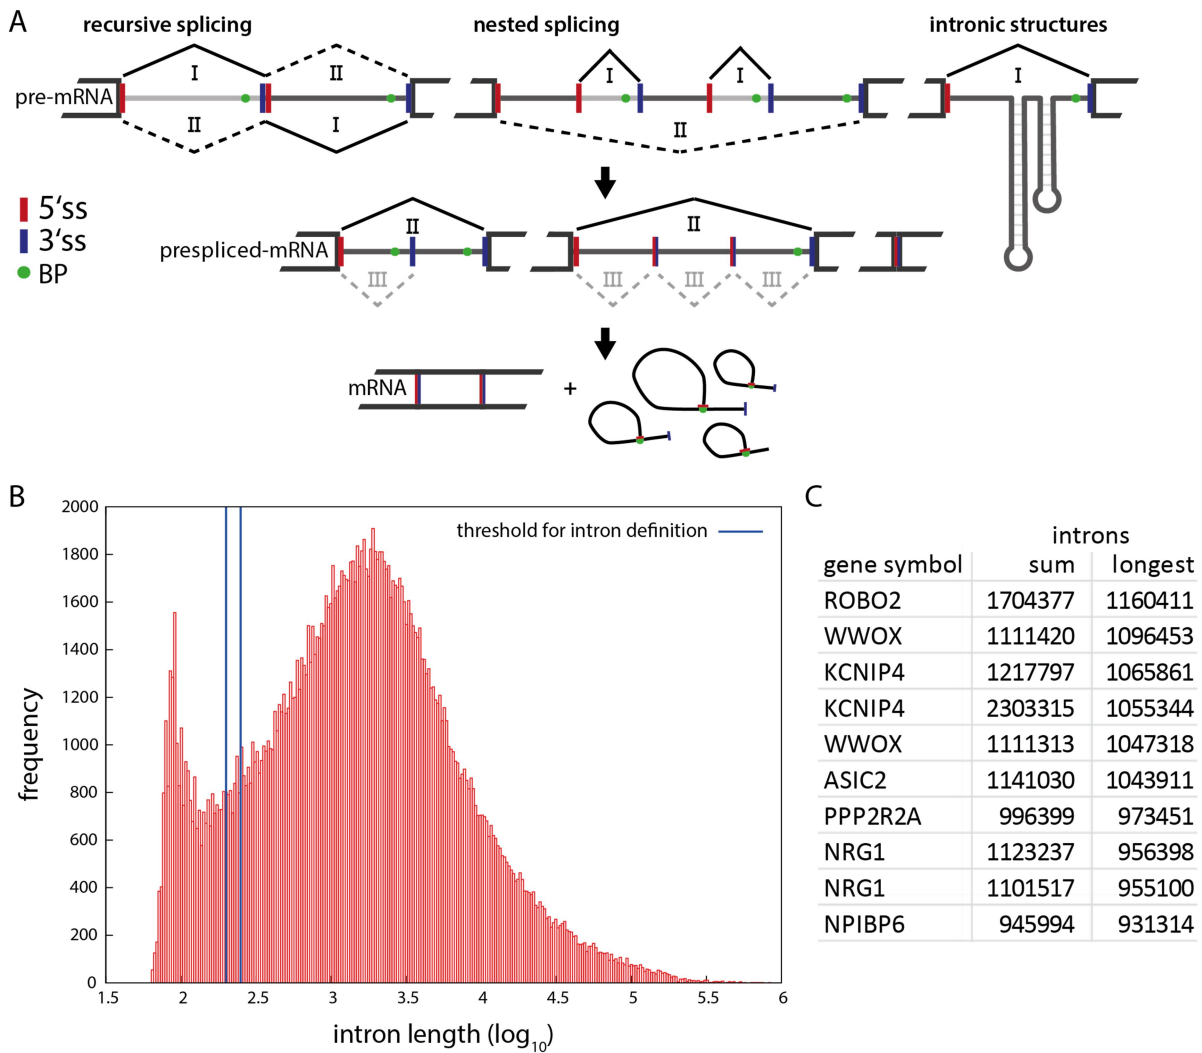 A
recursive splicing
nested splicing
intronic structures
I
II
I
I
I
pre-mRNA
II
I
II
5‘ss
3‘ss
BP
prespliced-mRNA
II
II
III
III
III
III
mRNA
+
B
C
2000
1800
1600
1400
1200
1000
800
600
400
200
0
frequency
threshold for intron definition
1.5
2
2.5
3
3.5
4
4.5
5
5.5
6
intron length (log10)
introns
gene symbol sum longest
ROBO2 1704377 1160411
WWOX 1111420 1096453
KCNIP4 1217797 1065861
KCNIP4 2303315 1055344
WWOX 1111313 1047318
ASIC2 1141030 1043911
PPP2R2A 996399 973451
NRG1 1123237 956398
NRG1 1101517 955100
NPIBP6 945994 931314